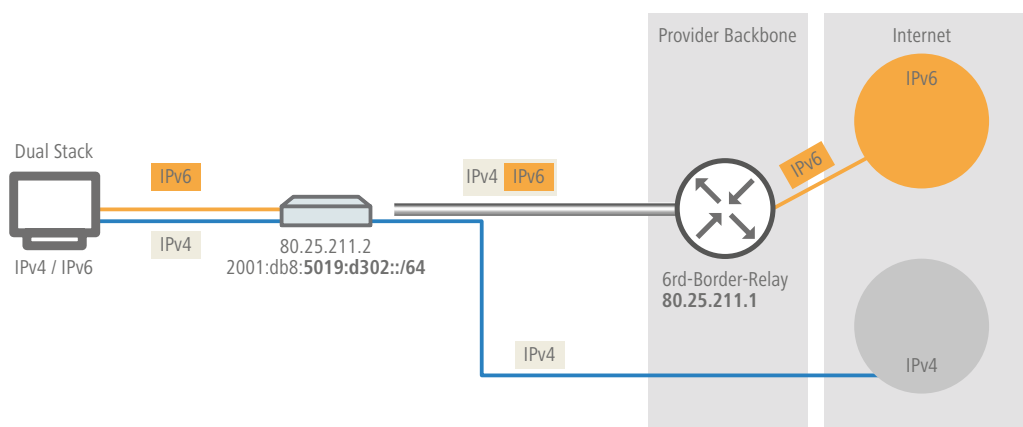 Provider Backbone
Internet
IPv6
Dual Stack
IPv6
IPv4 IPv6
IPv6
IPv4
80.25.211.2
2001:db8:5019:d302::/64
IPv4 / IPv6
6rd-Border-Relay
80.25.211.1
IPv4
IPv4